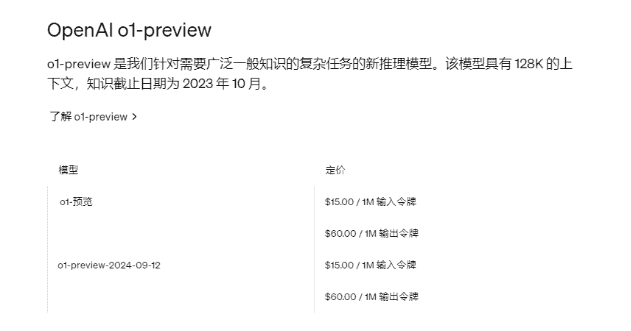 OpenAI o1-preview
o1-preview 是我们针对需要广泛一般知识的复杂任务的新推理模型。该模型具有 128K 的上
下文，知识截止日期为 2023 年 10 月。
了解 o1-preview >
模型 定价
o1-预览 $15.00 / 1M 输入令牌
$60.00 / 1M 输出令牌
o1-preview-2024-09-12 $15.00 / 1M 输入令牌
$60.00 / 1M 输出令牌